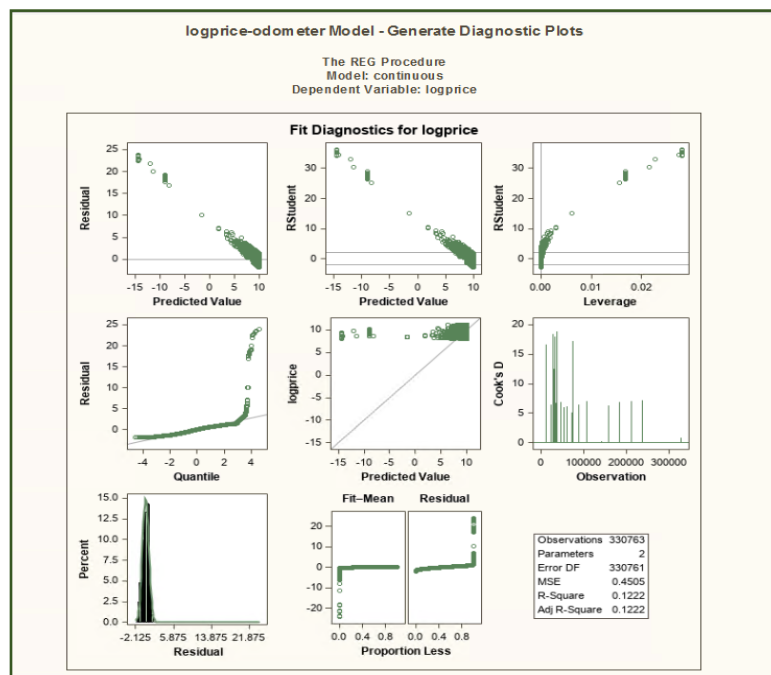 logprice-odometer Model - Generate Diagnostic Plots
The REG Procedure
Model: continuous
Dependent Variable: logprice
Fit Diagnostics for logprice
Residual
25
20
15
10
5
0
-15 -10 -5 0 5 10
Predicted Value
RStudent
30
20
10
0
-15 -10 -5 0 5 10
Predicted Value
RStudent
30
20
10
0
0.00 0.01 0.02
Leverage
Residual
25
20
15
10
5
0
-4 -2 0 2 4
Quantile
logprice
10
5
0
-5
-10
-15
-15 -10 -5 0 5 10
Predicted Value
Cook's D
20
15
10
5
0
0 100000 200000 300000
Observation
Percent
15.0
12.5
10.0
7.5
5.0
2.5
0.0
-2.125 5.875 13.875 21.875
Residual
Fit–Mean Residual
20
10
0
-10
-20
0.0 0.4 0.8 0.0 0.4 0.8
Proportion Less
Observations 330763
Parameters 2
Error DF 330761
MSE 0.4505
R-Square 0.1222
Adj R-Square 0.1222